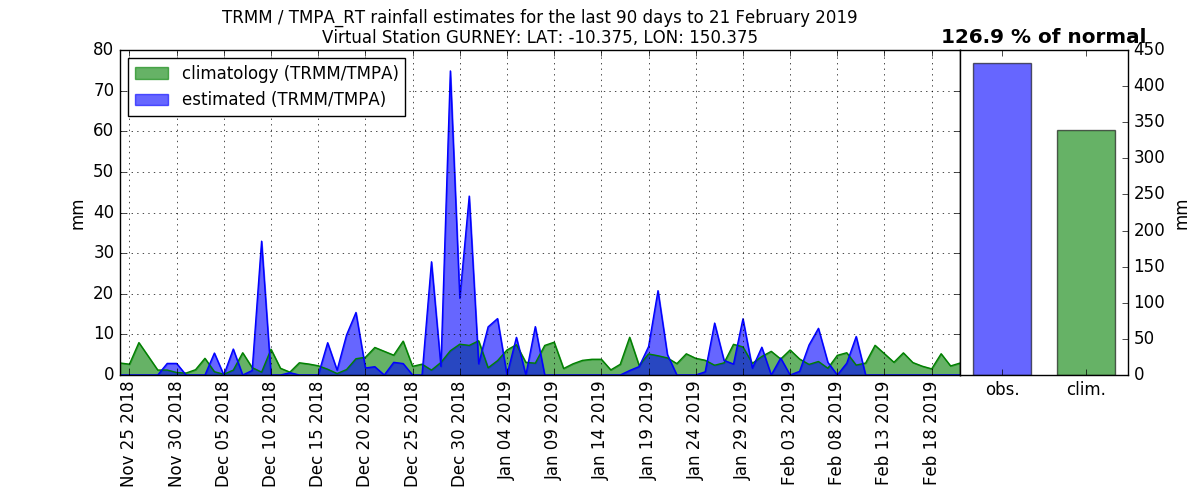 TRMM / TMPA_RT rainfall estimates for the last 90 days to 21 February 2019
Virtual Station GURNEY: LAT: -10.375, LON: 150.375
126.9 % of normal
climatology (TRMM/TMPA)
estimated (TRMM/TMPA)
80
70
60
50
40
30
20
10
0
mm
Nov 25 2018
Nov 30 2018
Dec 05 2018
Dec 10 2018
Dec 15 2018
Dec 20 2018
Dec 25 2018
Dec 30 2018
Jan 04 2019
Jan 09 2019
Jan 14 2019
Jan 19 2019
Jan 24 2019
Jan 29 2019
Feb 03 2019
Feb 08 2019
Feb 13 2019
Feb 18 2019
450
400
350
300
250
200
150
100
50
0
mm
obs.
clim.